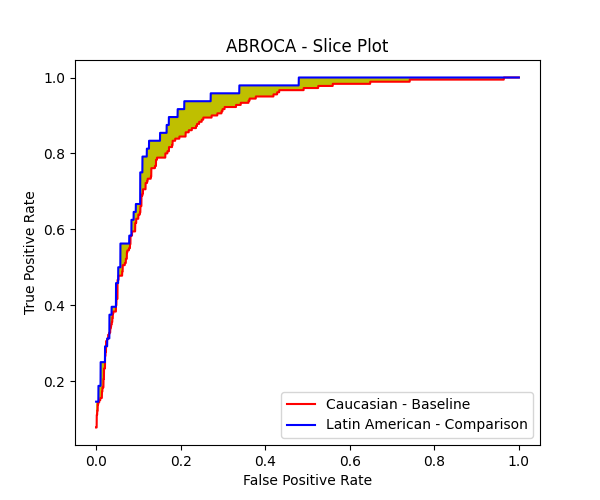 ABROCA - Slice Plot
1.0
0.8
0.6
0.4
0.2
True Positive Rate
Caucasian - Baseline
Latin American - Comparison
0.0 0.2 0.4 0.6 0.8 1.0
False Positive Rate